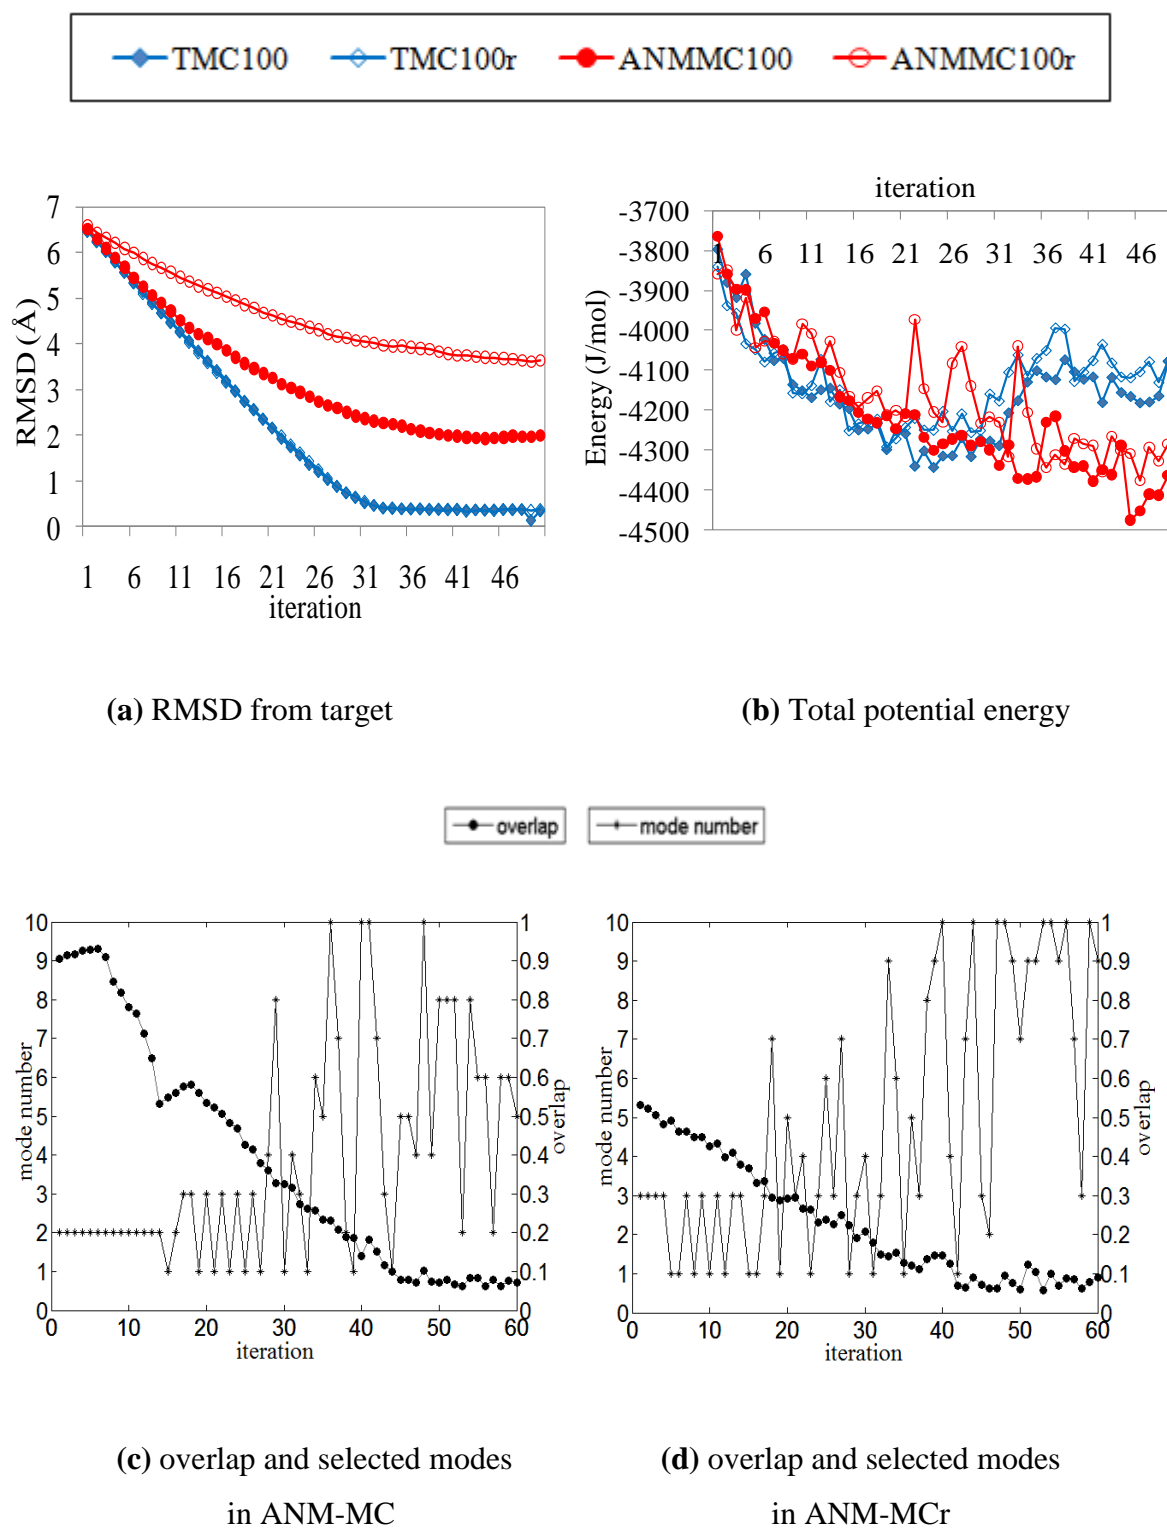 TMC100 TMC100r ANMMC100 ANMMC100r
7
6
5
4
3
2
1
0
RMSD (Å)
1 6 11 16 21 26 31 36 41 46
iteration
(a) RMSD from target
iteration
-3700
-3800
-3900
-4000
-4100
-4200
-4300
-4400
-4500
Energy (J/mol)
1 6 11 16 21 26 31 36 41 46
(b) Total potential energy
overlap mode number
10
9
8
7
6
5
4
3
2
1
0
mode number
1
0.9
0.8
0.7
0.6
0.5
0.4
0.3
0.2
0.1
0
overlap
0 10 20 30 40 50 60
iteration
(c) overlap and selected modes
in ANM-MC
10
9
8
7
6
5
4
3
2
1
0
mode number
1
0.9
0.8
0.7
0.6
0.5
0.4
0.3
0.2
0.1
0
overlap
0 10 20 30 40 50 60
iteration
(d) overlap and selected modes
in ANM-MCr